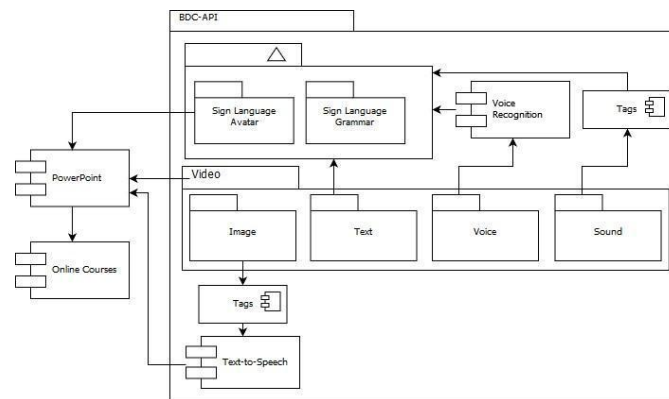 BDC-API
Sign Language
Avatar
Sign Language
Grammar
Voice
Recognition
Tags
PowerPoint
Video
Image
Text
Voice
Sound
Online Courses
Tags
Text-to-Speech